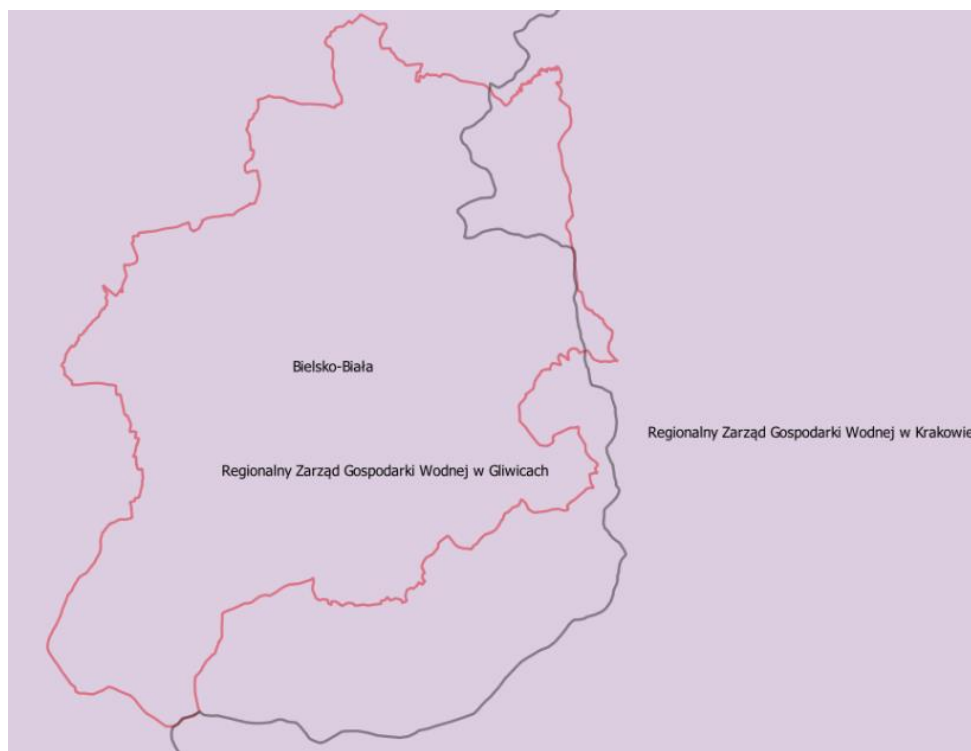 Bielsko-Biała
Regionalny Zarząd Gospodarki Wodnej w Krakowie
Regionalny Zarząd Gospodarki Wodnej w Gliwicach